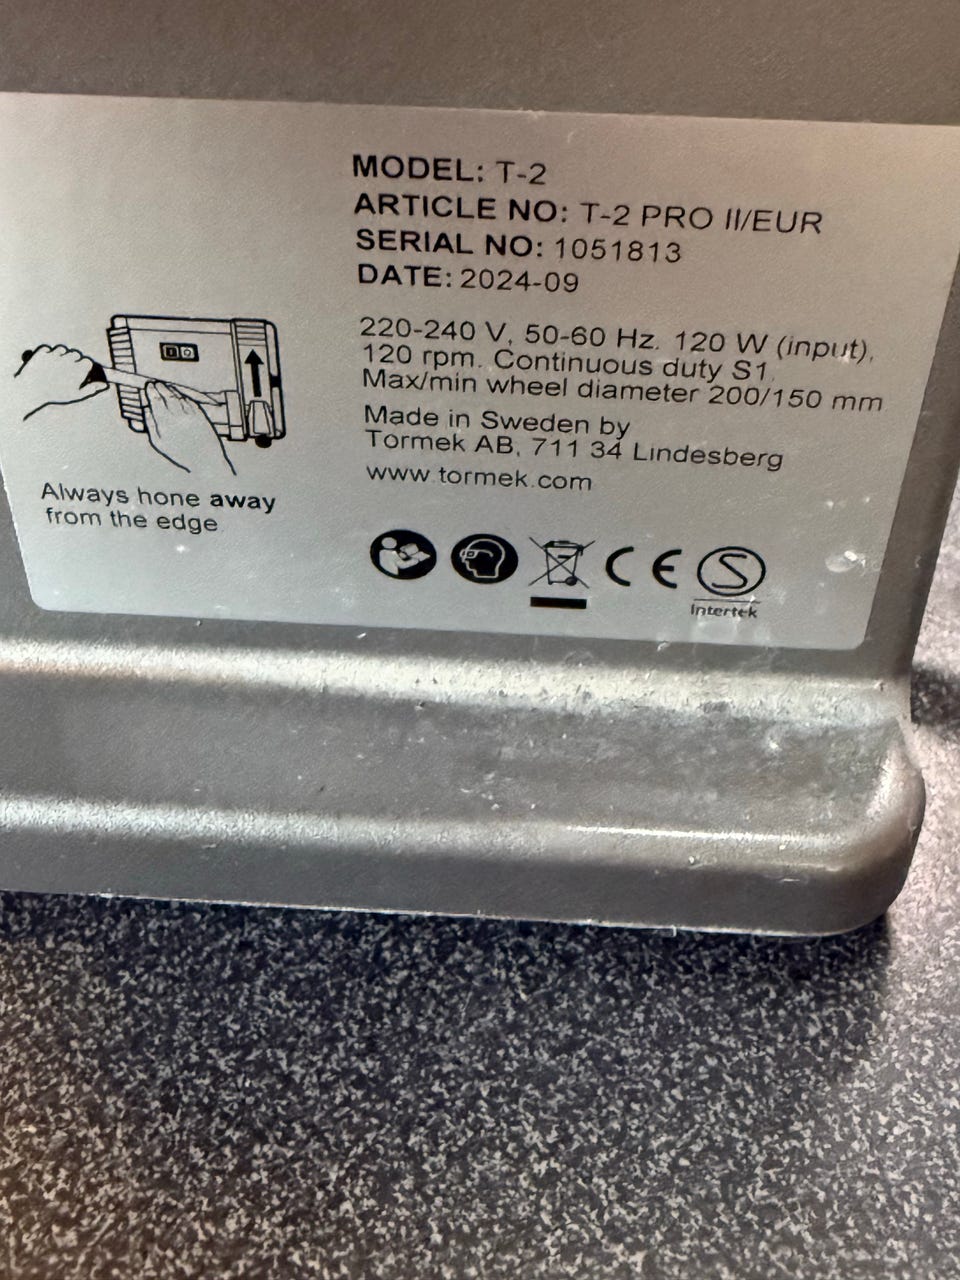 MODEL: T-2
ARTICLE NO: T-2 PRO II/EUR
SERIAL NO: 1051813
DATE: 2024-09
220-240 V, 50-60 Hz. 120 W (input),
120 rpm. Continuous duty S1.
Max/min wheel diameter 200/150 mm
Made in Sweden by
Tormek AB, 711 34 Lindesberg
www.tormek.com
Always hone away
from the edge.
CE
S
Intertek